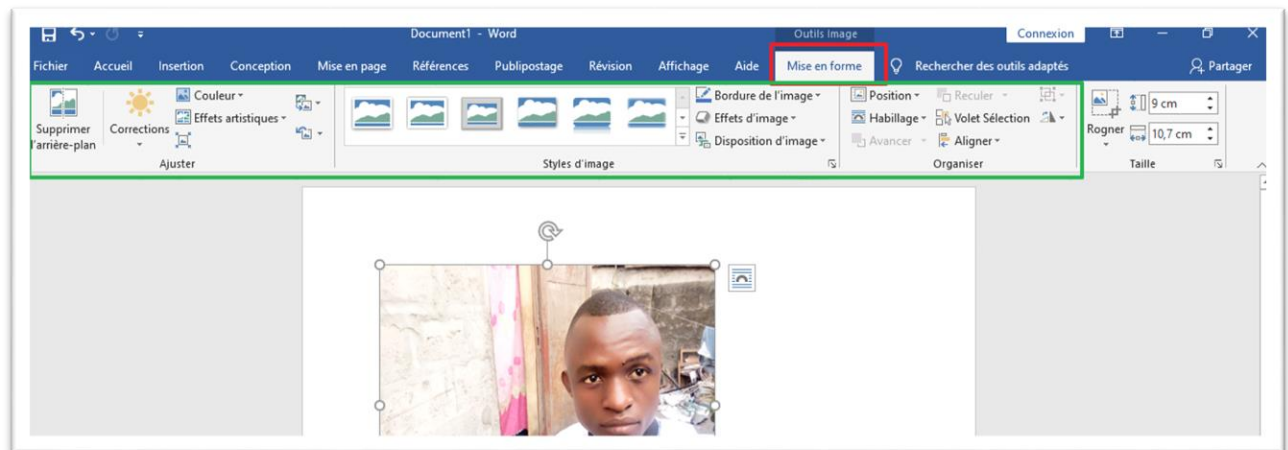 Document1 - Word
Outils Image
Connexion
Fichier Accueil Insertion Conception Mise en page Références Publipostage Révision Affichage Aide Mise en forme Rechercher des outils adaptés Partager
Supprimer l'arrière-plan
Corrections
Couleur
Effets artistiques
Ajuster
Styles d'image
Bordure de l'image
Effets d'image
Disposition d'image
Position
Habillage
Avancer
Reculer
Volet Sélection
Aligner
Organiser
Rogner
9 cm
10,7 cm
Taille